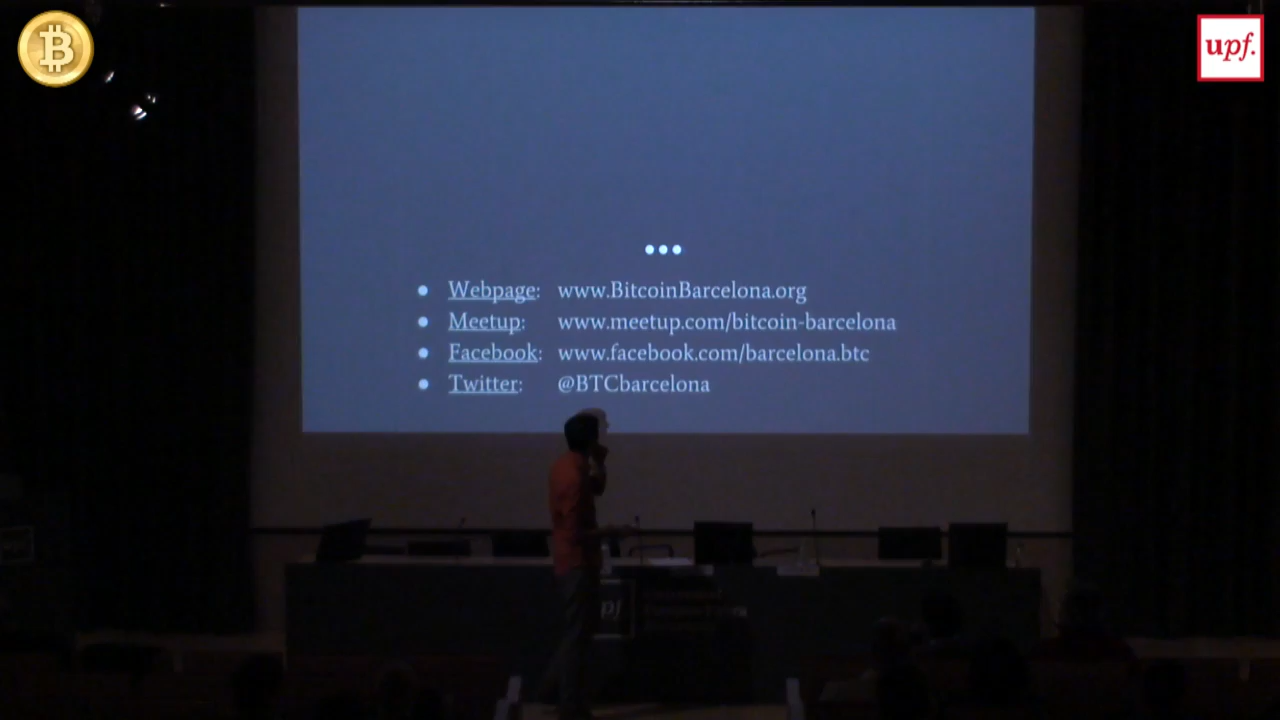 upf.
...
• Webpage: www.BitcoinBarcelona.org
• Meetup: www.meetup.com/bitcoin-barcelona
• Facebook: www.facebook.com/barcelona.btc
• Twitter: @BTCbarcelona
upf